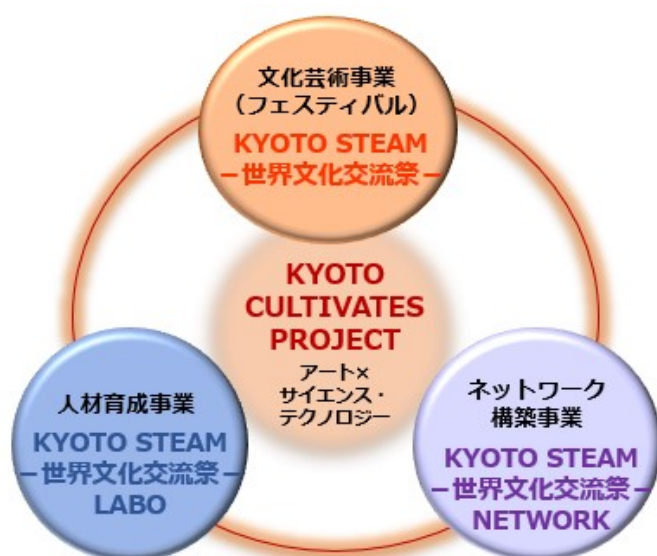 文化芸術事業
（フェスティバル）
KYOTO STEAM
－世界文化交流祭－
KYOTO
CULTIVATES
PROJECT
アート×
サイエンス・
テクノロジー
人材育成事業
KYOTO STEAM
－世界文化交流祭－
LABO
ネットワーク
構築事業
KYOTO STEAM
－世界文化交流祭－
NETWORK